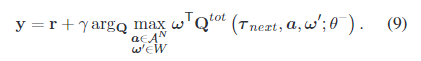 y = r + γ arg_Q max_{a∈𝒜^N, ω′∈W} ω^⊤ Q^{tot} (τ_{next}, a, ω′; θ⁻) . (9)